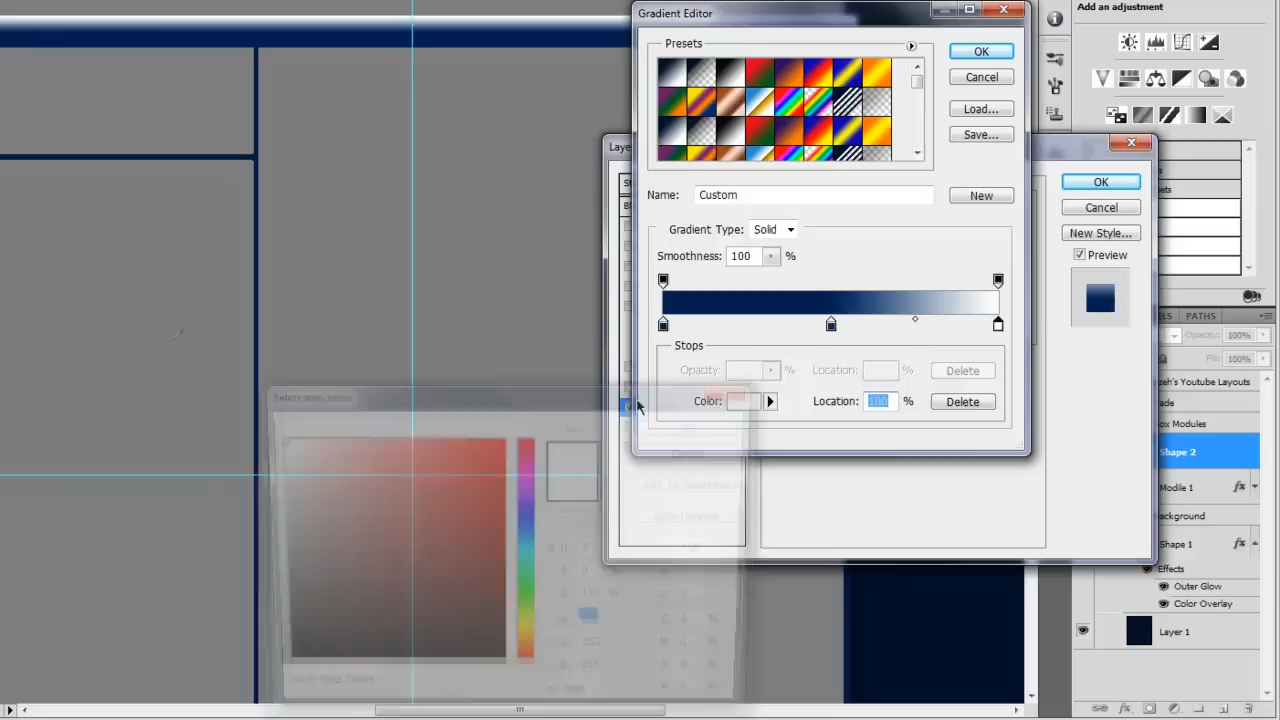 Gradient Editor
Add an adjustment
Presets
OK
Cancel
Load...
Save...
Name:
Custom
New
Gradient Type:
Solid
Smoothness:
100
%
Stops
Opacity:
%
Location:
%
Delete
Color:
Location:
100
%
Delete
OK
Cancel
New Style...
Preview
PATHS
Opacity:
100%
Fill:
100%
zeh's Youtube Layouts
ox Modules
Shape 2
Modile 1
fx
ackground
Shape 1
fx
Effects
Outer Glow
Color Overlay
Layer 1